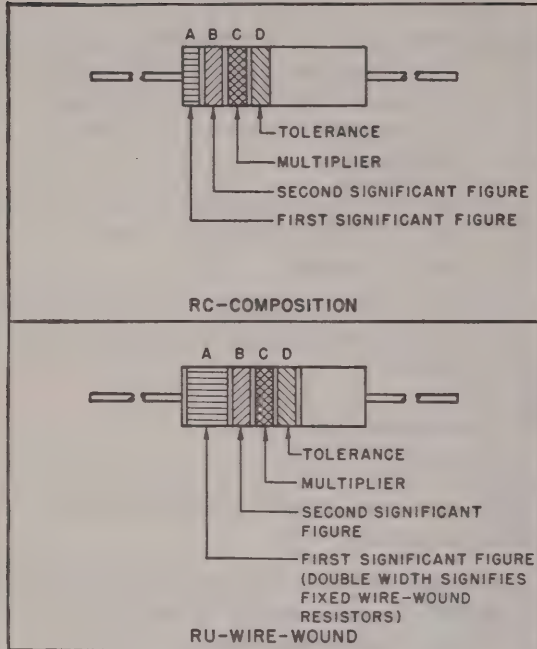 A B C D
TOLERANCE
MULTIPLIER
SECOND SIGNIFICANT FIGURE
FIRST SIGNIFICANT FIGURE
RC-COMPOSITION
A B C D
TOLERANCE
MULTIPLIER
SECOND SIGNIFICANT
FIGURE
FIRST SIGNIFICANT FIGURE
(DOUBLE WIDTH SIGNIFIES
FIXED WIRE-WOUND
RESISTORS)
RU-WIRE-WOUND